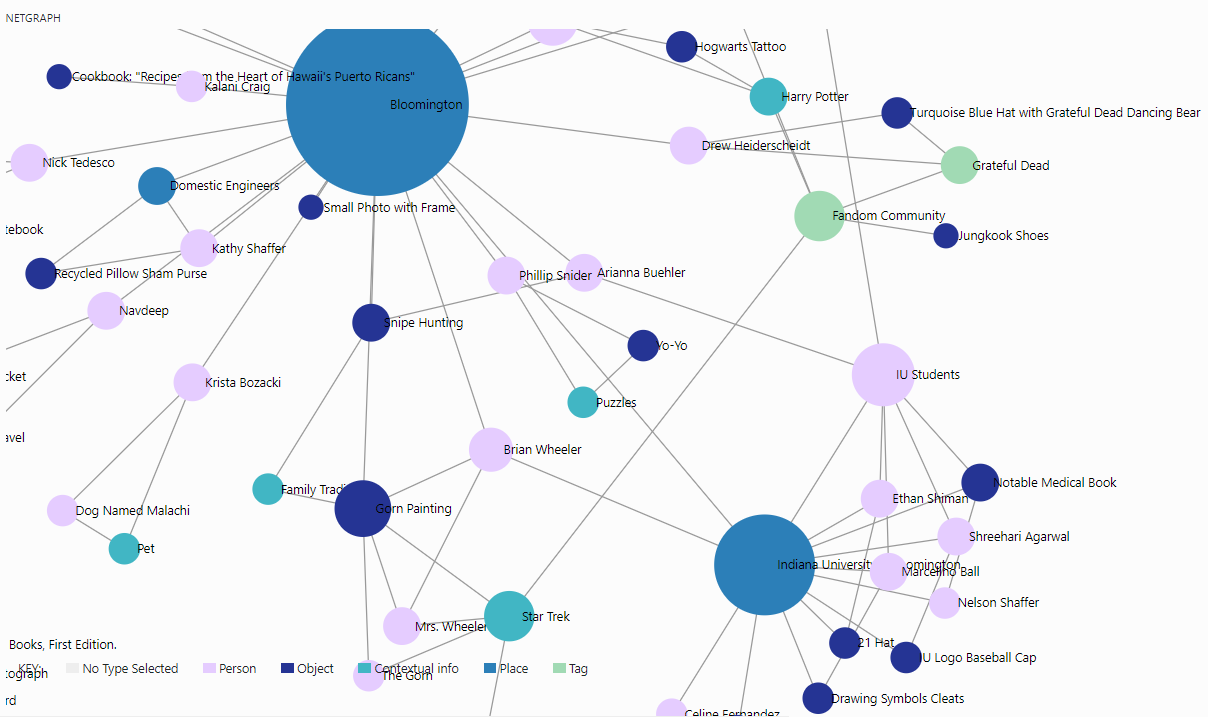 NETGRAPH
Hogwarts Tattoo
Cookbook: "Recipes from the Heart of Hawaii's Puerto Ricans"
Kalani Craig
Harry Potter
Bloomington
Turquoise Blue Hat with Grateful Dead Dancing Bear
Drew Heiderscheidt
Nick Tedesco
Grateful Dead
Domestic Engineers
Small Photo with Frame
Fandom Community
tebook
Jungkook Shoes
Kathy Shaffer
Recycled Pillow Sham Purse
Phillip Snider
Arianna Buehler
Navdeep
Snipe Hunting
Yo-Yo
cket
IU Students
Krista Bozacki
Puzzles
avel
Brian Wheeler
Notable Medical Book
Family Tradi
Ethan Shiman
Dog Named Malachi
Gorn Painting
Shreehari Agarwal
Pet
Indiana University omington
Marcelino Ball
Nelson Shaffer
Star Trek
Mrs. Wheeler
Books, First Edition.
21 Hat
IU Logo Baseball Cap
KEY: No Type Selected Person Object Contextual info Place Tag
tograph
The Gorn
rd
Drawing Symbols Cleats
Celine Fernandez